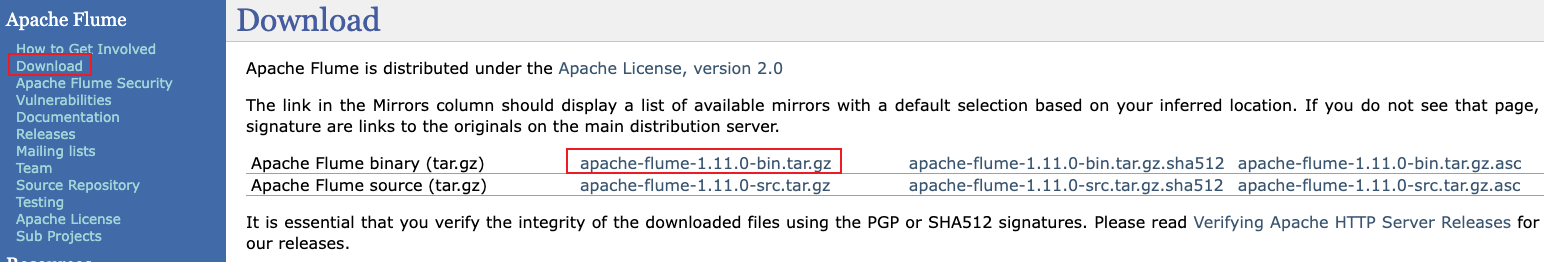 Apache Flume
How to Get Involved
Download
Apache Flume Security
Vulnerabilities
Documentation
Releases
Mailing lists
Team
Source Repository
Testing
Apache License
Sub Projects
Resources
Download
Apache Flume is distributed under the Apache License, version 2.0
The link in the Mirrors column should display a list of available mirrors with a default selection based on your inferred location. If you do not see that page,
signature are links to the originals on the main distribution server.
Apache Flume binary (tar.gz) apache-flume-1.11.0-bin.tar.gz apache-flume-1.11.0-bin.tar.gz.sha512 apache-flume-1.11.0-bin.tar.gz.asc
Apache Flume source (tar.gz) apache-flume-1.11.0-src.tar.gz apache-flume-1.11.0-src.tar.gz.sha512 apache-flume-1.11.0-src.tar.gz.asc
It is essential that you verify the integrity of the downloaded files using the PGP or SHA512 signatures. Please read Verifying Apache HTTP Server Releases for
our releases.